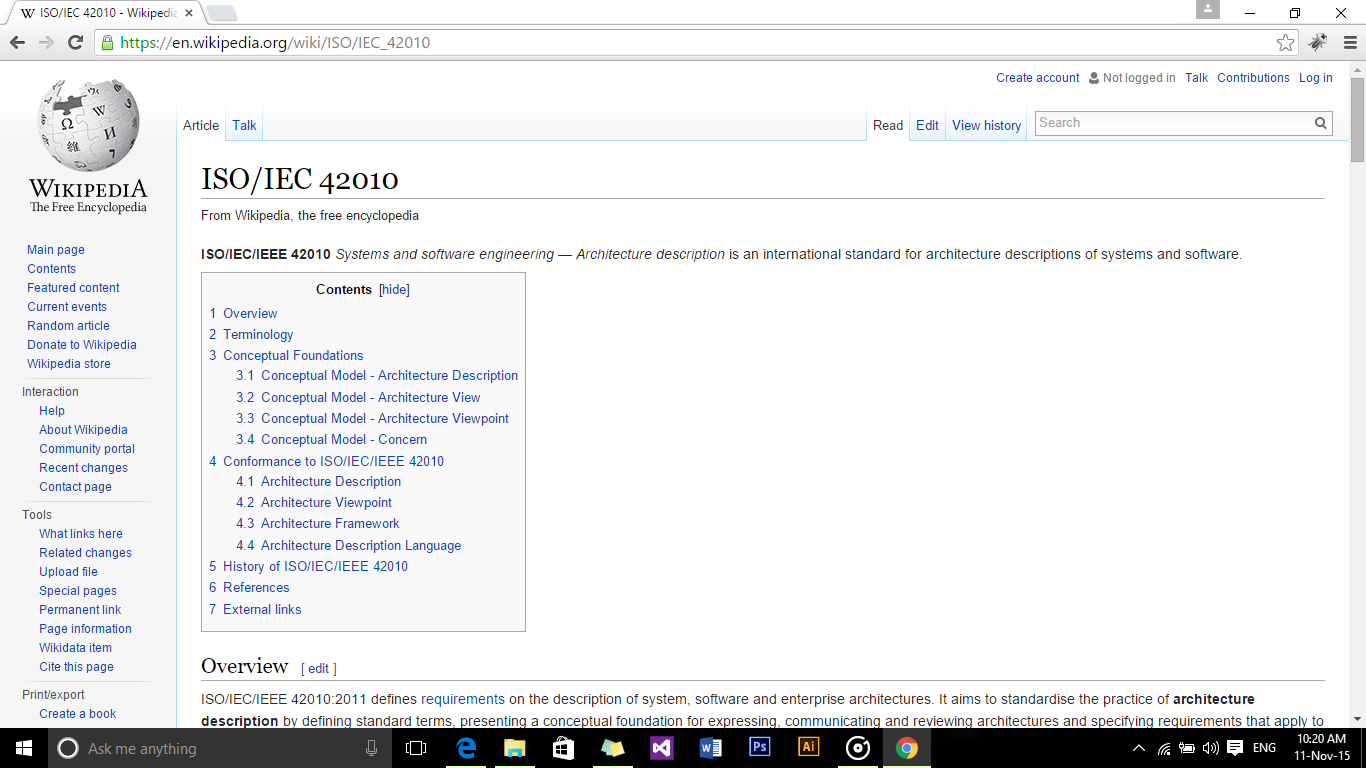 ISO/IEC 42010 - Wikipedia
https://en.wikipedia.org/wiki/ISO/IEC_42010
Create account Not logged in Talk Contributions Log in
Article Talk Read Edit View history Search
WIKIPEDIA
The Free Encyclopedia
Main page
Contents
Featured content
Current events
Random article
Donate to Wikipedia
Wikipedia store
Interaction
Help
About Wikipedia
Community portal
Recent changes
Contact page
Tools
What links here
Related changes
Upload file
Special pages
Permanent link
Page information
Wikidata item
Cite this page
Print/export
Create a book
ISO/IEC 42010
From Wikipedia, the free encyclopedia
ISO/IEC/IEEE 42010 Systems and software engineering — Architecture description is an international standard for architecture descriptions of systems and software.
Contents [hide]
1 Overview
2 Terminology
3 Conceptual Foundations
3.1 Conceptual Model - Architecture Description
3.2 Conceptual Model - Architecture View
3.3 Conceptual Model - Architecture Viewpoint
3.4 Conceptual Model - Concern
4 Conformance to ISO/IEC/IEEE 42010
4.1 Architecture Description
4.2 Architecture Viewpoint
4.3 Architecture Framework
4.4 Architecture Description Language
5 History of ISO/IEC/IEEE 42010
6 References
7 External links
Overview [ edit ]
ISO/IEC/IEEE 42010:2011 defines requirements on the description of system, software and enterprise architectures. It aims to standardise the practice of architecture
description by defining standard terms, presenting a conceptual foundation for expressing, communicating and reviewing architectures and specifying requirements that apply to
Ask me anything
Ps
Ai
ENG
10:20 AM
11-Nov-15